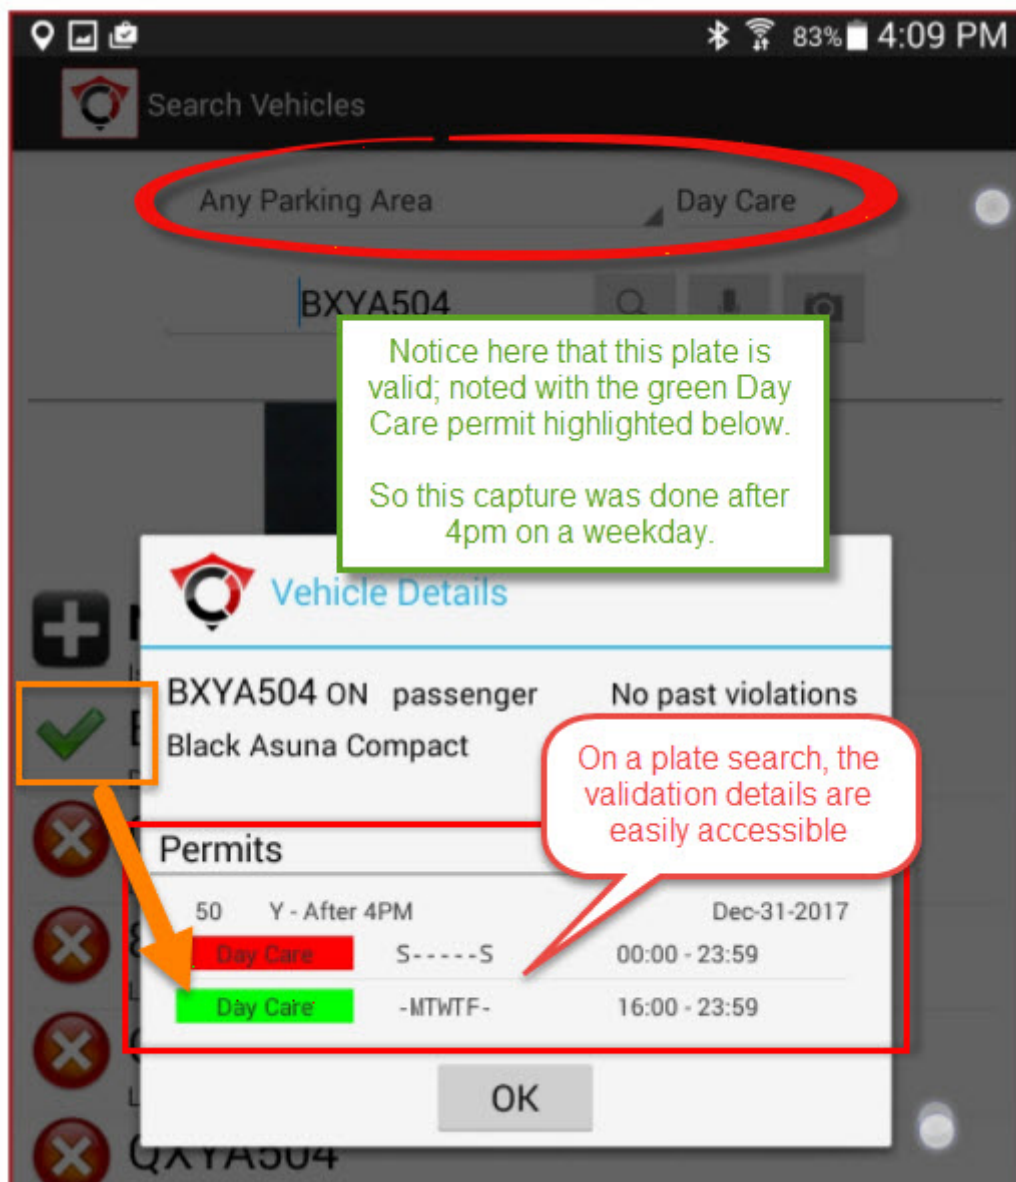 83% 4:09 PM
Search Vehicles
Any Parking Area Day Care
BXYA504
Notice here that this plate is
valid; noted with the green Day
Care permit highlighted below.
So this capture was done after
4pm on a weekday.
Vehicle Details
BXYA504 ON passenger No past violations
Black Asuna Compact
On a plate search, the
validation details are
easily accessible
Permits
50 Y - After 4PM Dec-31-2017
Day Care S-----S 00:00 - 23:59
Day Care -MTWTF- 16:00 - 23:59
OK
QXYA504